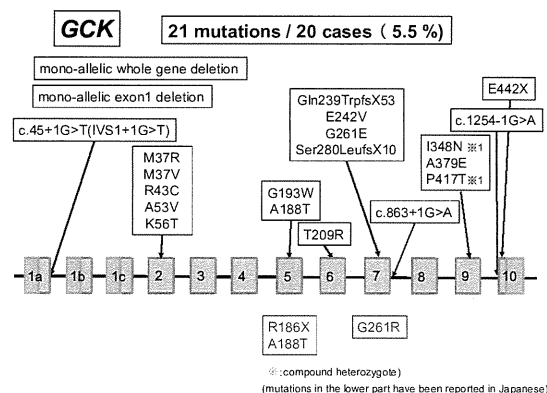 GCK
21 mutations / 20 cases ( 5.5 % )
mono-allelic whole gene deletion
mono-allelic exon1 deletion
c.45+1G>T(IVS1+1G>T)
M37R
M37V
R43C
A53V
K56T
G193W
A188T
T209R
Gln239TrpfsX53
E242V
G261E
Ser280LeufsX10
c.863+1G>A
I348N ※1
A379E
P417T※1
E442X
c.1254-1G>A
1a 1b 1c 2 3 4 5 6 7 8 9 10
R186X
A188T
G261R
※:compound heterozygote)
(mutations in the lower part have been reported in Japanese)